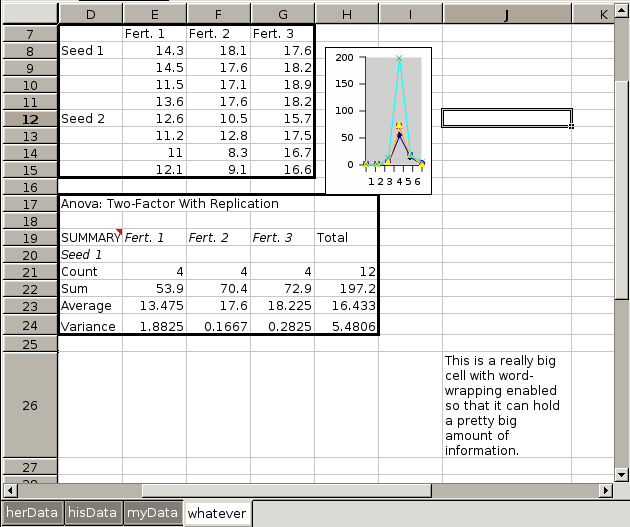 D E F G H I J K
7 Fert. 1 Fert. 2 Fert. 3
8 Seed 1 14.3 18.1 17.6
9 14.5 17.6 18.2
10 11.5 17.1 18.9
11 13.6 17.6 18.2
12 Seed 2 12.6 10.5 15.7
13 11.2 12.8 17.5
14 11 8.3 16.7
15 12.1 9.1 16.6
200
150
100
50
0
1 2 3 4 5 6
16
17 Anova: Two-Factor With Replication
18
19 SUMMARY Fert. 1 Fert. 2 Fert. 3 Total
20 Seed 1
21 Count 4 4 4 12
22 Sum 53.9 70.4 72.9 197.2
23 Average 13.475 17.6 18.225 16.433
24 Variance 1.8825 0.1667 0.2825 5.4806
25
26
This is a really big
cell with word-
wrapping enabled
so that it can hold
a pretty big
amount of
information.
27
herData hisData myData whatever